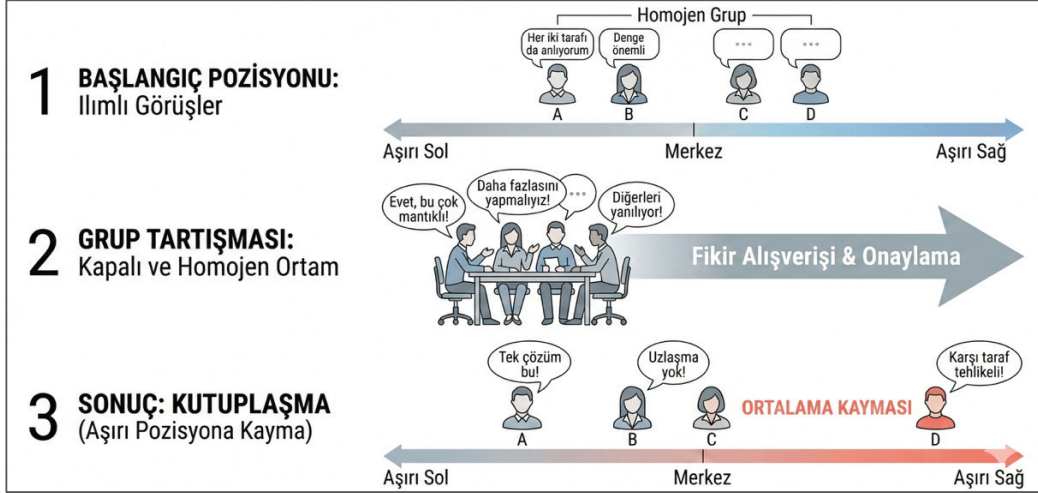 Homojen Grup
1 BAŞLANGIÇ POZİSYONU:
Ilımlı Görüşler
Her iki tarafı
da anlıyorum
Denge
önemli
...
...
A B C D
Aşırı Sol Merkez Aşırı Sağ
2 GRUP TARTIŞMASI:
Kapalı ve Homojen Ortam
Evet, bu çok
mantıklı!
Daha fazlasını
yapmalıyız!
...
Diğerleri
yanılıyor!
Fikir Alışverişi & Onaylama
3 SONUÇ: KUTUPLAŞMA
(Aşırı Pozisyona Kayma)
Tek çözüm
bu!
Uzlaşma
yok!
ORTALAMA KAYMASI
Karşı taraf
tehlikeli!
A B C D
Aşırı Sol Merkez Aşırı Sağ